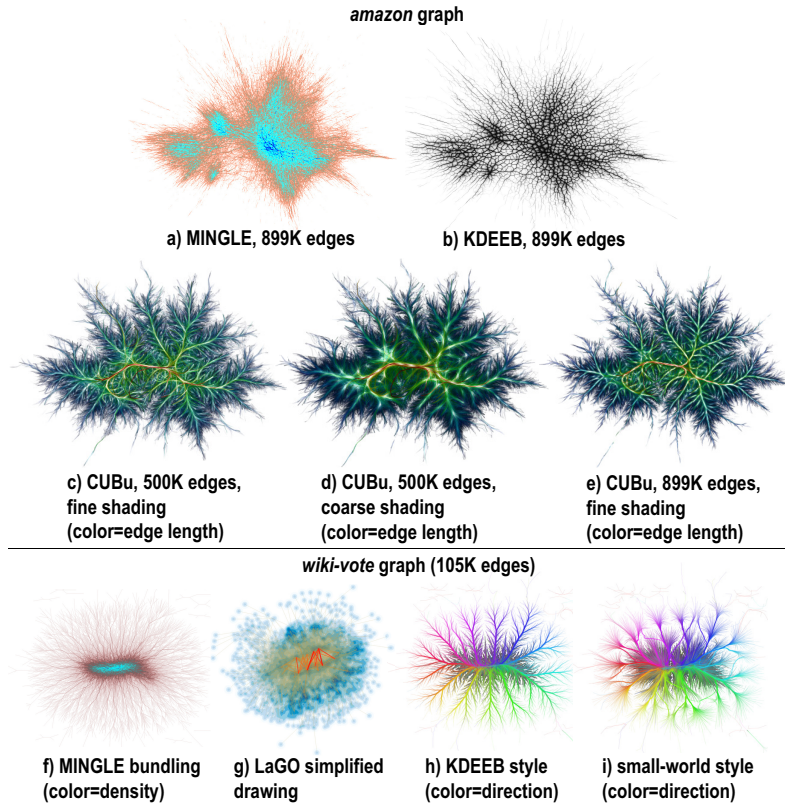 amazon graph
a) MINGLE, 899K edges
b) KDEEB, 899K edges
c) CUBu, 500K edges,
fine shading
(color=edge length)
d) CUBu, 500K edges,
coarse shading
(color=edge length)
e) CUBu, 899K edges,
fine shading
(color=edge length)
wiki-vote graph (105K edges)
f) MINGLE bundling
(color=density)
g) LaGO simplified
drawing
h) KDEEB style
(color=direction)
i) small-world style
(color=direction)